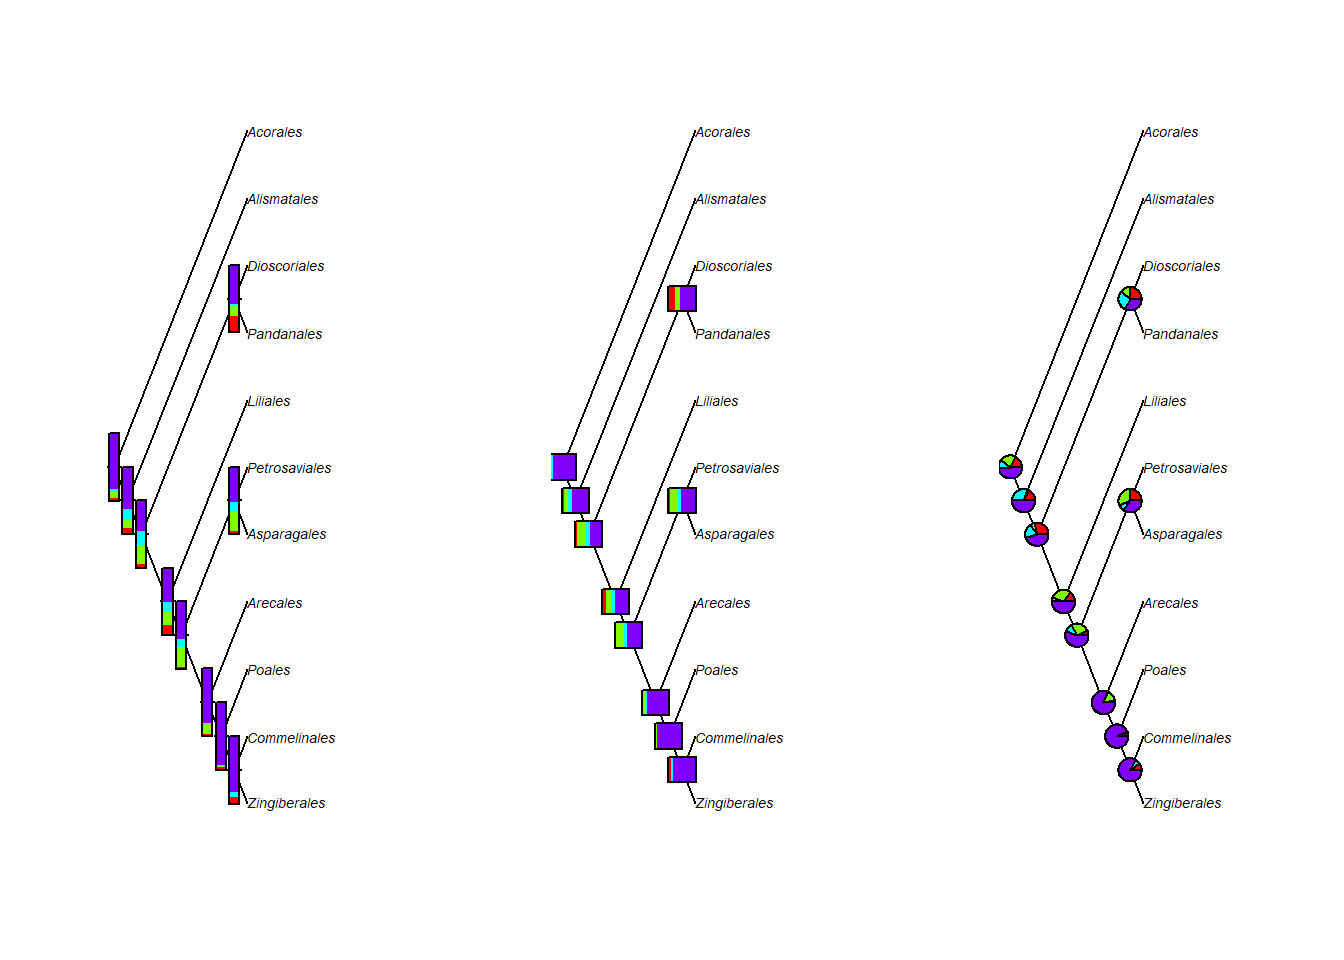 Acorales
Alismatales
Dioscoriales
Pandanales
Liliales
Petrosaviales
Asparagales
Arecales
Poales
Commelinales
Zingiberales
Acorales
Alismatales
Dioscoriales
Pandanales
Liliales
Petrosaviales
Asparagales
Arecales
Poales
Commelinales
Zingiberales
Acorales
Alismatales
Dioscoriales
Pandanales
Liliales
Petrosaviales
Asparagales
Arecales
Poales
Commelinales
Zingiberales